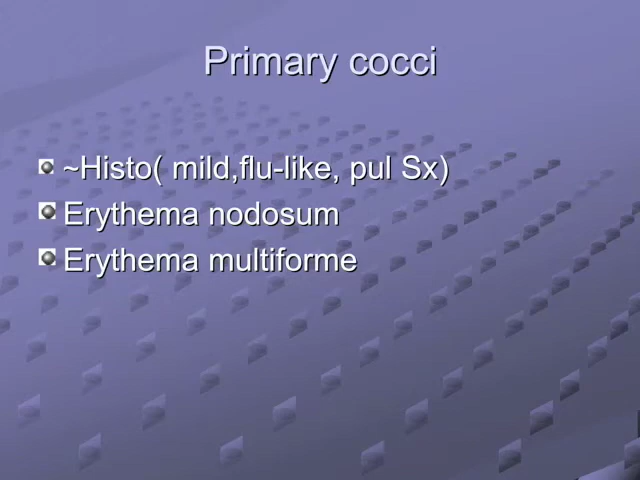 Primary cocci
~Histo( mild,flu-like, pul Sx)
Erythema nodosum
Erythema multiforme